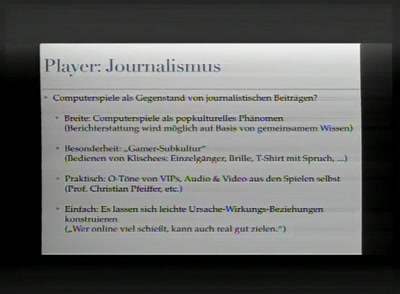 Player: Journalismus
Computerspiele als Gegenstand von journalistischen Beiträgen?
Breite: Computerspiele als popkulturelles Phänomen
(Berichterstattung wird möglich auf Basis von gemeinsamem Wissen)
Besonderheit: „Gamer-Subkultur“
(Bedienen von Klischees: Einzelgänger, Brille, T-Shirt mit Spruch, ...)
Praktisch: O-Töne von VIPs, Audio & Video aus den Spielen selbst
(Prof. Christian Pfeiffer, etc.)
Einfach: Es lassen sich leichte Ursache-Wirkungs-Beziehungen
konstruieren
(„Wer online viel schießt, kann auch real gut zielen.“)